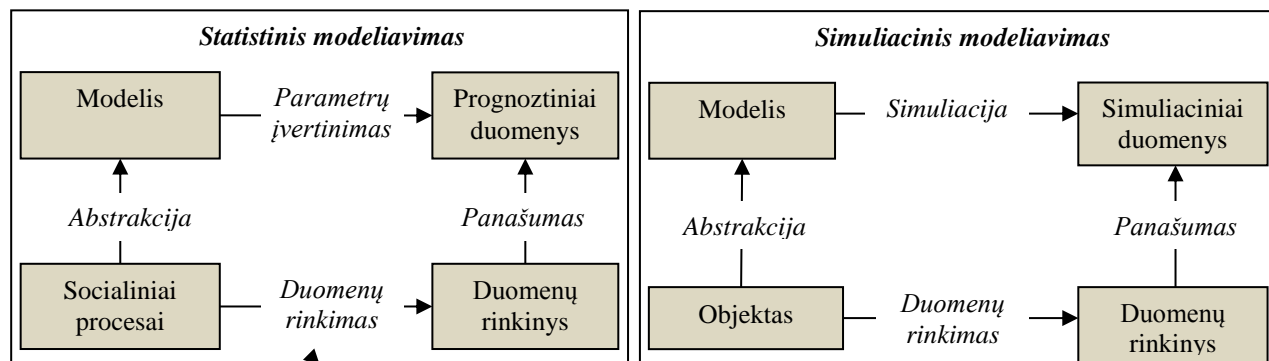 Statistinis modeliavimas
Modelis
Parametrų
įvertinimas
Prognoztiniai
duomenys
Abstrakcija
Panašumas
Socialiniai
procesai
Duomenų
rinkimas
Duomenų
rinkinys
Simuliacinis modeliavimas
Modelis
Simuliacija
Simuliaciniai
duomenys
Abstrakcija
Panašumas
Objektas
Duomenų
rinkimas
Duomenų
rinkinys